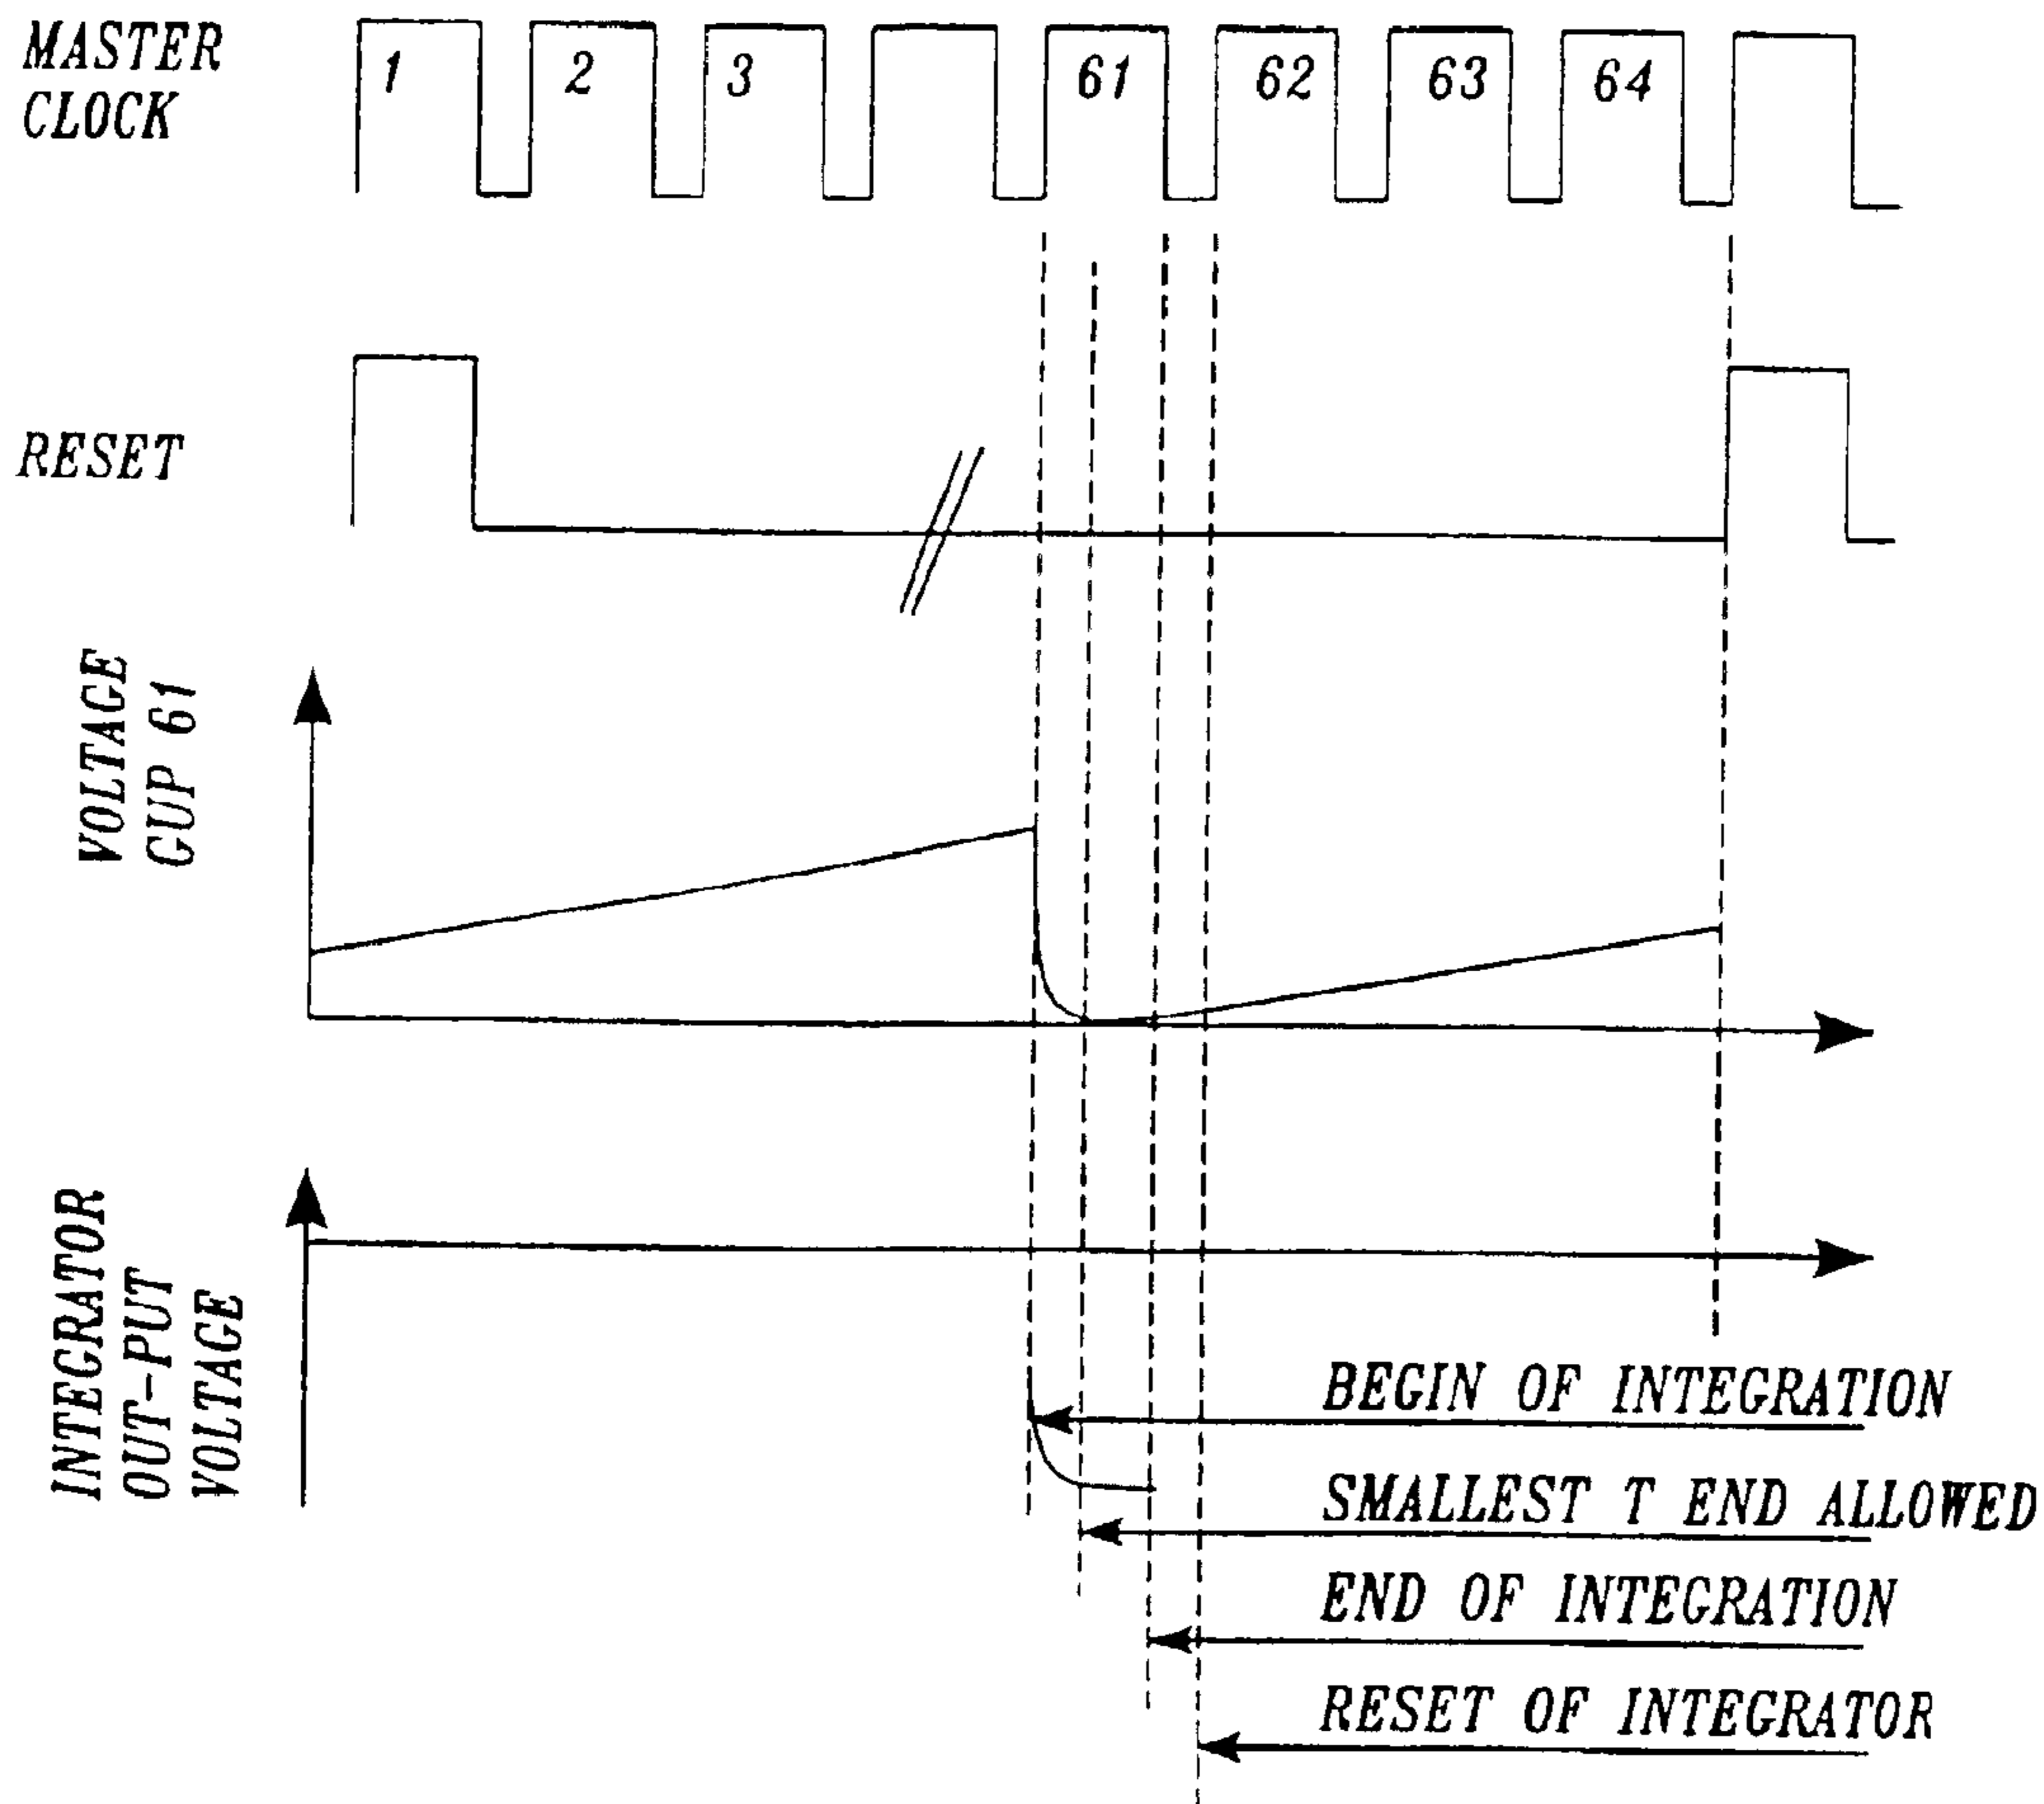 MASTER
CLOCK
1 2 3 61 62 63 64
RESET
VOLTAGE
GUP 61
INTEGRATOR
OUT-PUT
VOLTAGE
BEGIN OF INTEGRATION
SMALLEST T END ALLOWED
END OF INTEGRATION
RESET OF INTEGRATOR